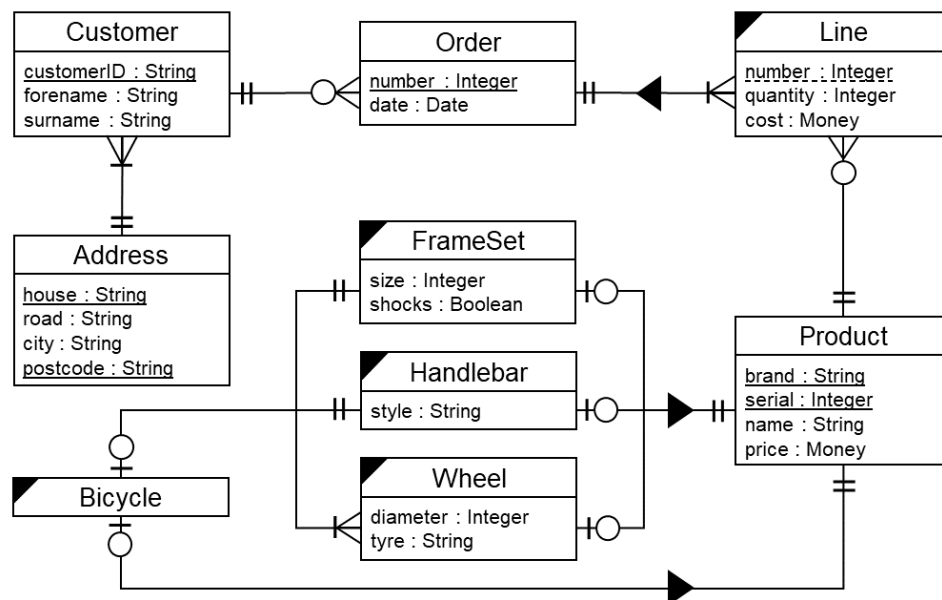 Customer
customerID : String
forename : String
surname : String
Order
number : Integer
date : Date
Line
number : Integer
quantity : Integer
cost : Money
Address
house : String
road : String
city : String
postcode : String
FrameSet
size : Integer
shocks : Boolean
Handlebar
style : String
Wheel
diameter : Integer
tyre : String
Product
brand : String
serial : Integer
name : String
price : Money
Bicycle